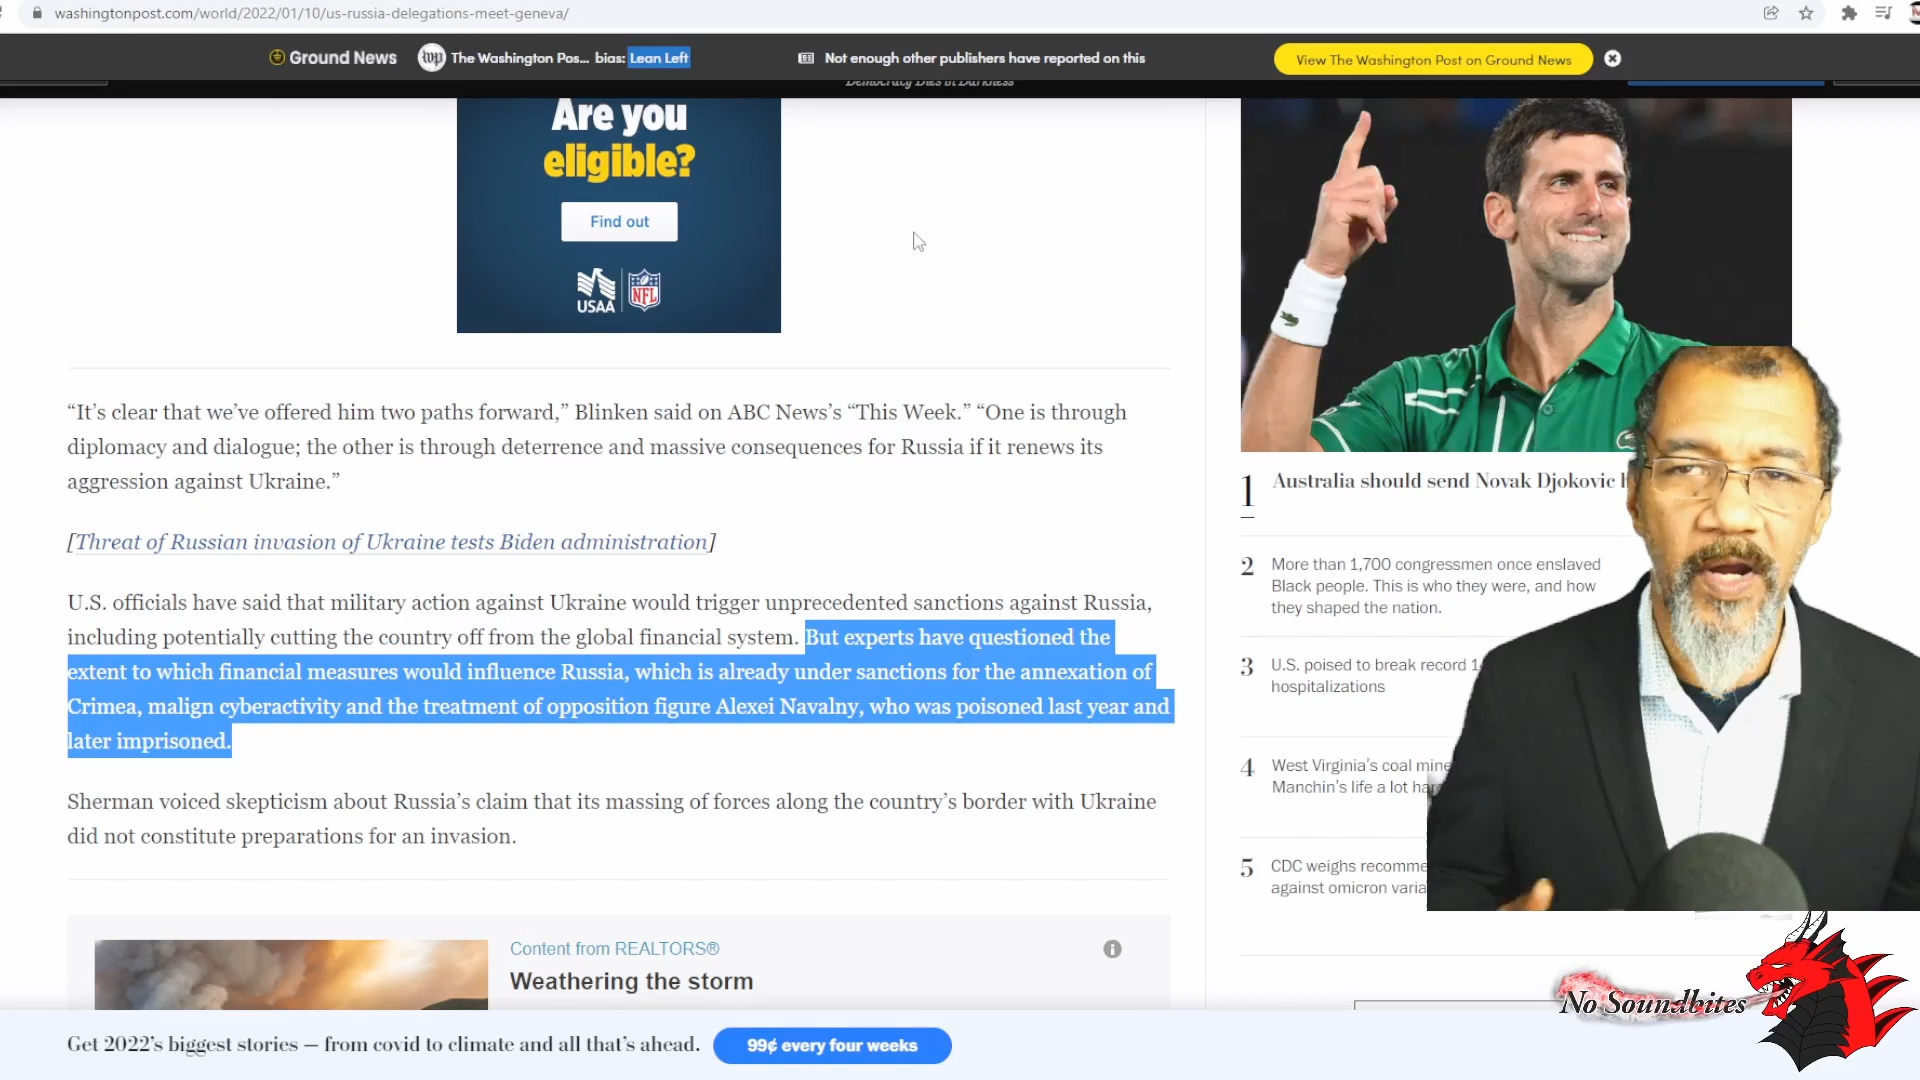 washingtonpost.com/world/2022/01/10/us-russia-delegations-meet-geneva/
Ground News
wp
The Washington Pos... bias: Lean Left
Not enough other publishers have reported on this
View The Washington Post on Ground News
Democracy Dies in Darkness
Are you
eligible?
Find out
USAA
NFL
“It’s clear that we’ve offered him two paths forward,” Blinken said on ABC News’s “This Week.” “One is through
diplomacy and dialogue; the other is through deterrence and massive consequences for Russia if it renews its
aggression against Ukraine.”
[Threat of Russian invasion of Ukraine tests Biden administration]
U.S. officials have said that military action against Ukraine would trigger unprecedented sanctions against Russia,
including potentially cutting the country off from the global financial system. But experts have questioned the
extent to which financial measures would influence Russia, which is already under sanctions for the annexation of
Crimea, malign cyberactivity and the treatment of opposition figure Alexei Navalny, who was poisoned last year and
later imprisoned.
Sherman voiced skepticism about Russia’s claim that its massing of forces along the country’s border with Ukraine
did not constitute preparations for an invasion.
Content from REALTORS®
Weathering the storm
1 Australia should send Novak Djokovic
2 More than 1,700 congressmen once enslaved
Black people. This is who they were, and how
they shaped the nation.
3 U.S. poised to break record
hospitalizations
4 West Virginia’s coal mine
Manchin’s life a lot
5 CDC weighs
against omicron
No Soundbites
Get 2022’s biggest stories — from covid to climate and all that’s ahead.
99¢ every four weeks